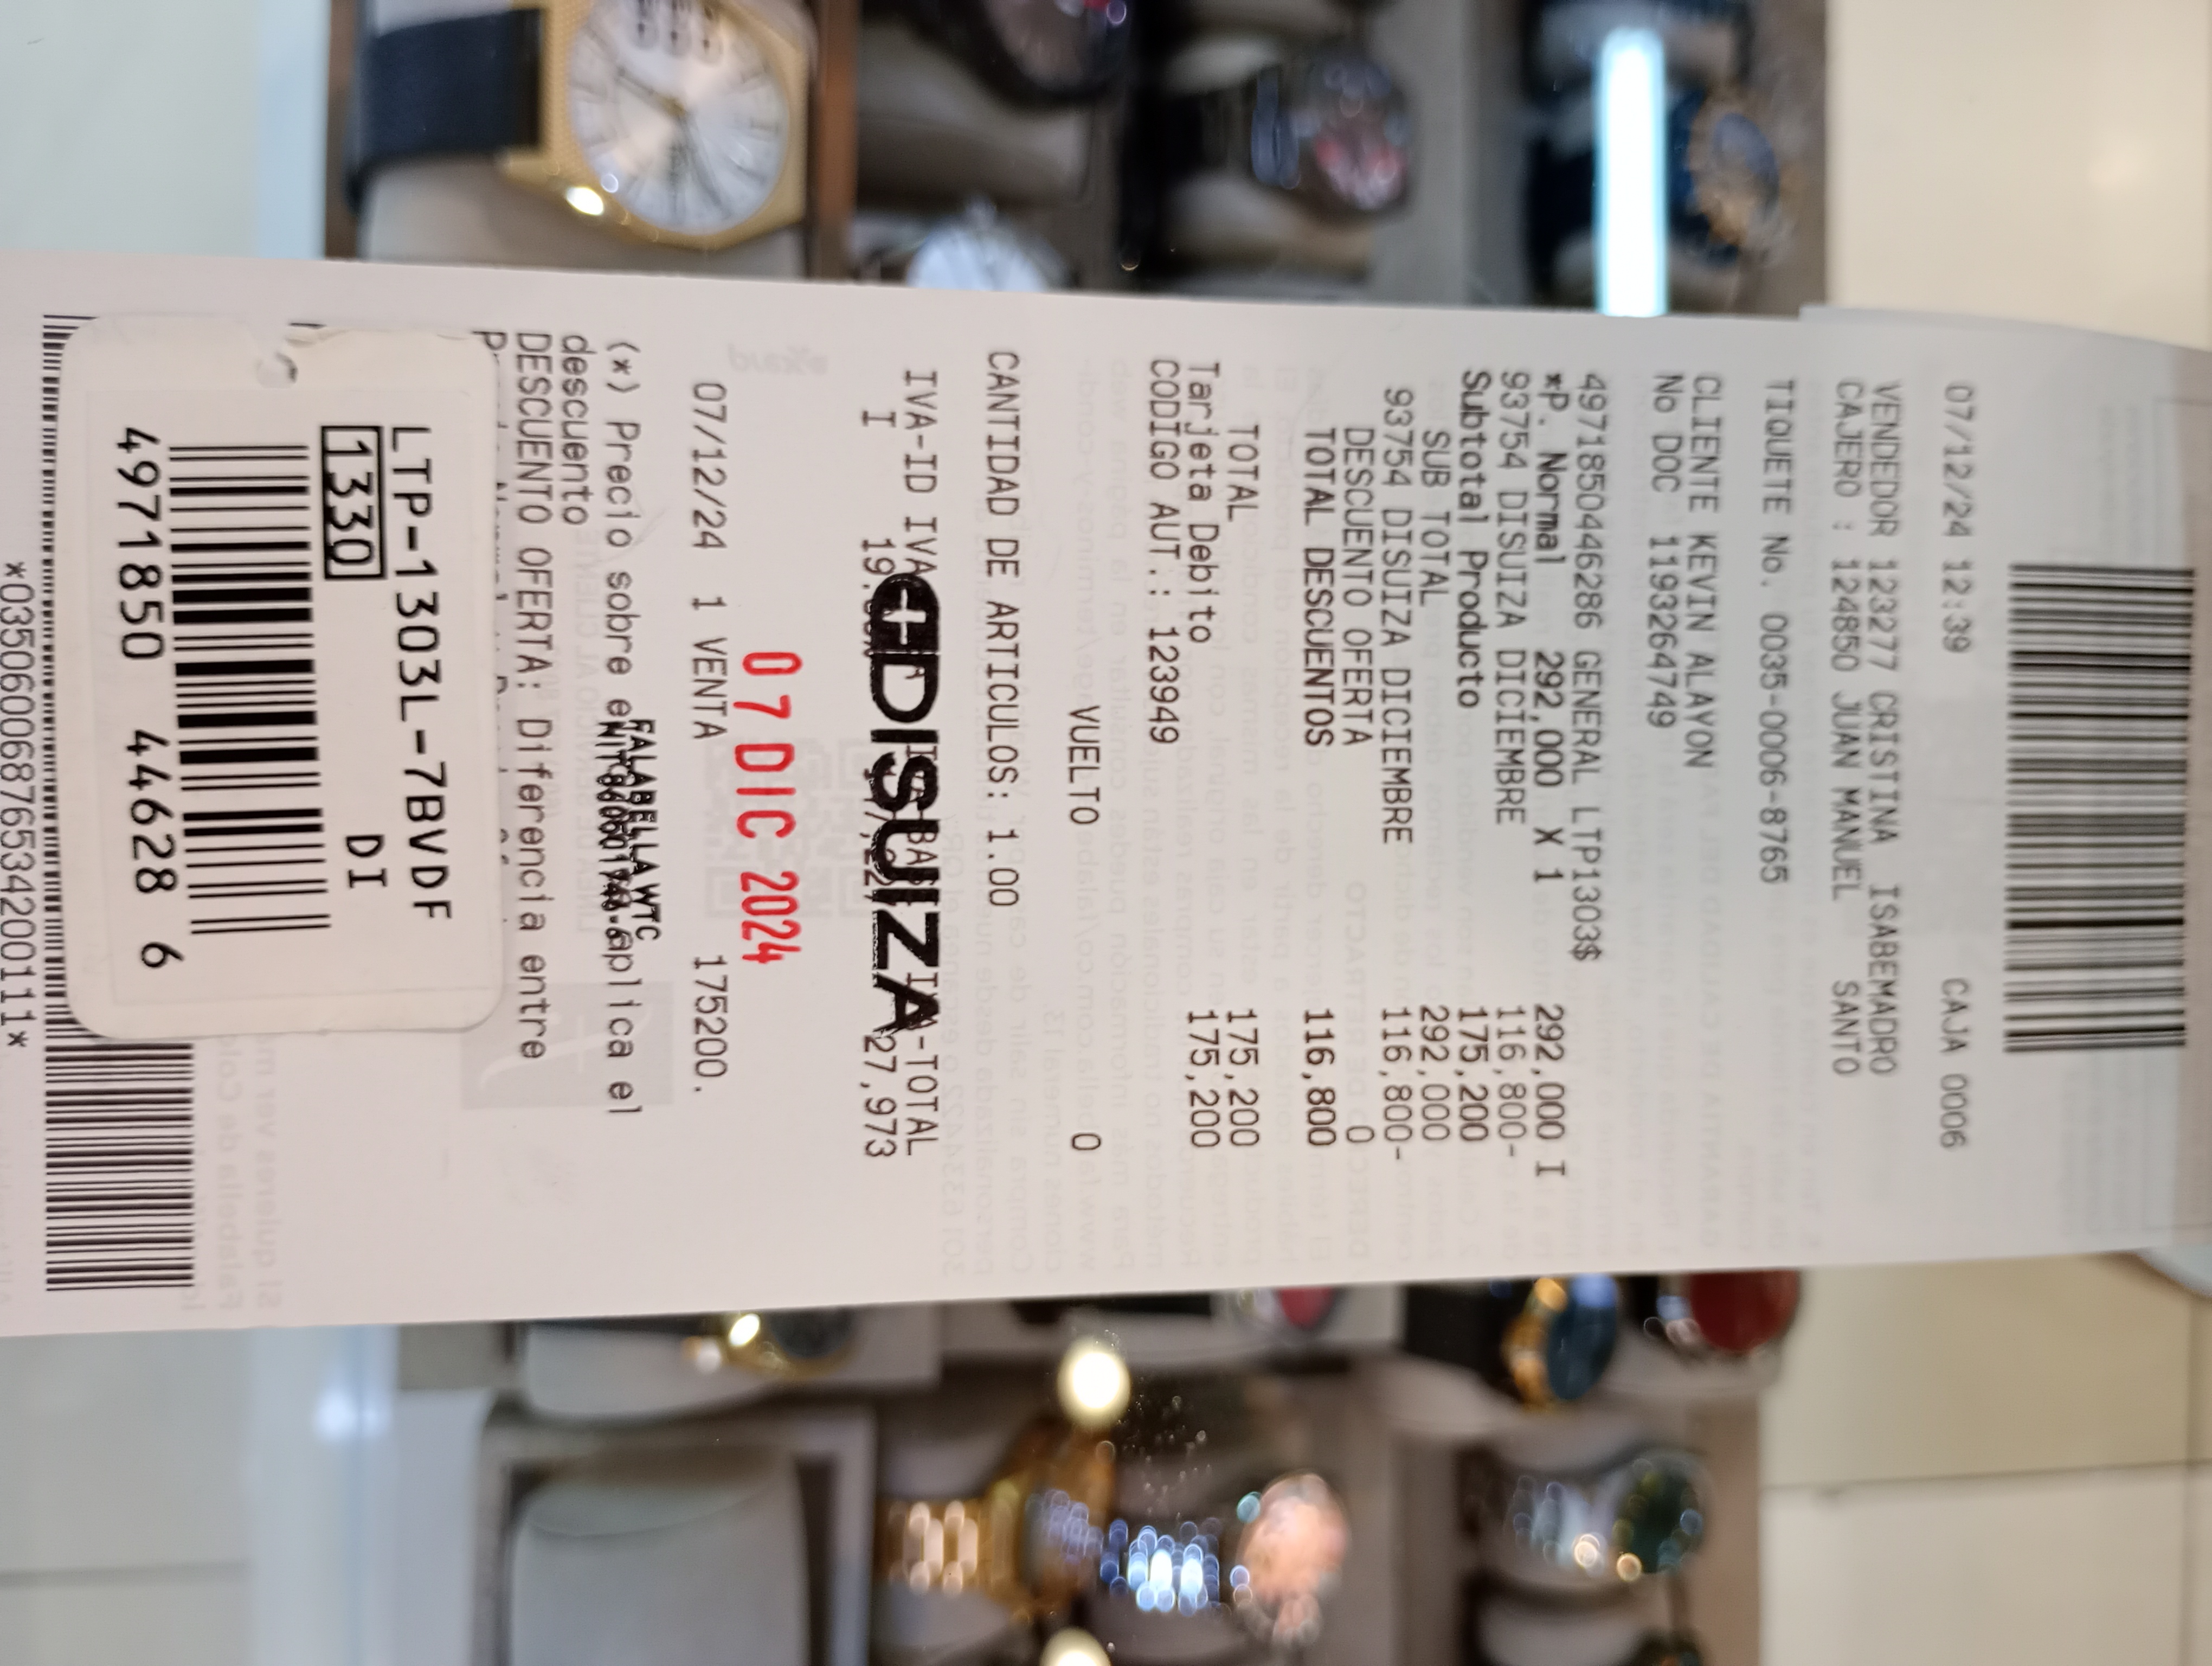 07/12/24 12:39 CAJA 0006
VENDEDOR 123277 CRISTINA ISABEMADRO
CAJERO : 124850 JUAN MANUEL SANTO
TIQUETE No. 0035-0006-8765
CLIENTE KEVIN ALAYON
No DOC 1193264749
4971850446286 GENERAL LTP1303$
*P. Normal 292,000 X 1 292,000 I
93754 DISUIZA DICIEMBRE 116,800-
Subtotal Producto 175,200
SUB TOTAL 292,000
93754 DISUIZA DICIEMBRE 116,800-
DESCUENTO OFERTA 0
TOTAL DESCUENTOS 116,800
TOTAL 175,200
Tarjeta Debito 175,200
CODIGO AUT.: 123949
VUELTO 0
CANTIDAD DE ARTICULOS: 1.00
IVA-ID IVA-TOTAL
I 27,973
DISUIZA
07 DIC 2024
07/12/24 1 VENTA 175200.
FALABELLA WTC
(*) Precio sobre el aplica el
descuento
DESCUENTO OFERTA: Diferencia entre
LTP-1303L-7BVDF
1330 DI
4971850 44628 6
*035060068765342001​11*